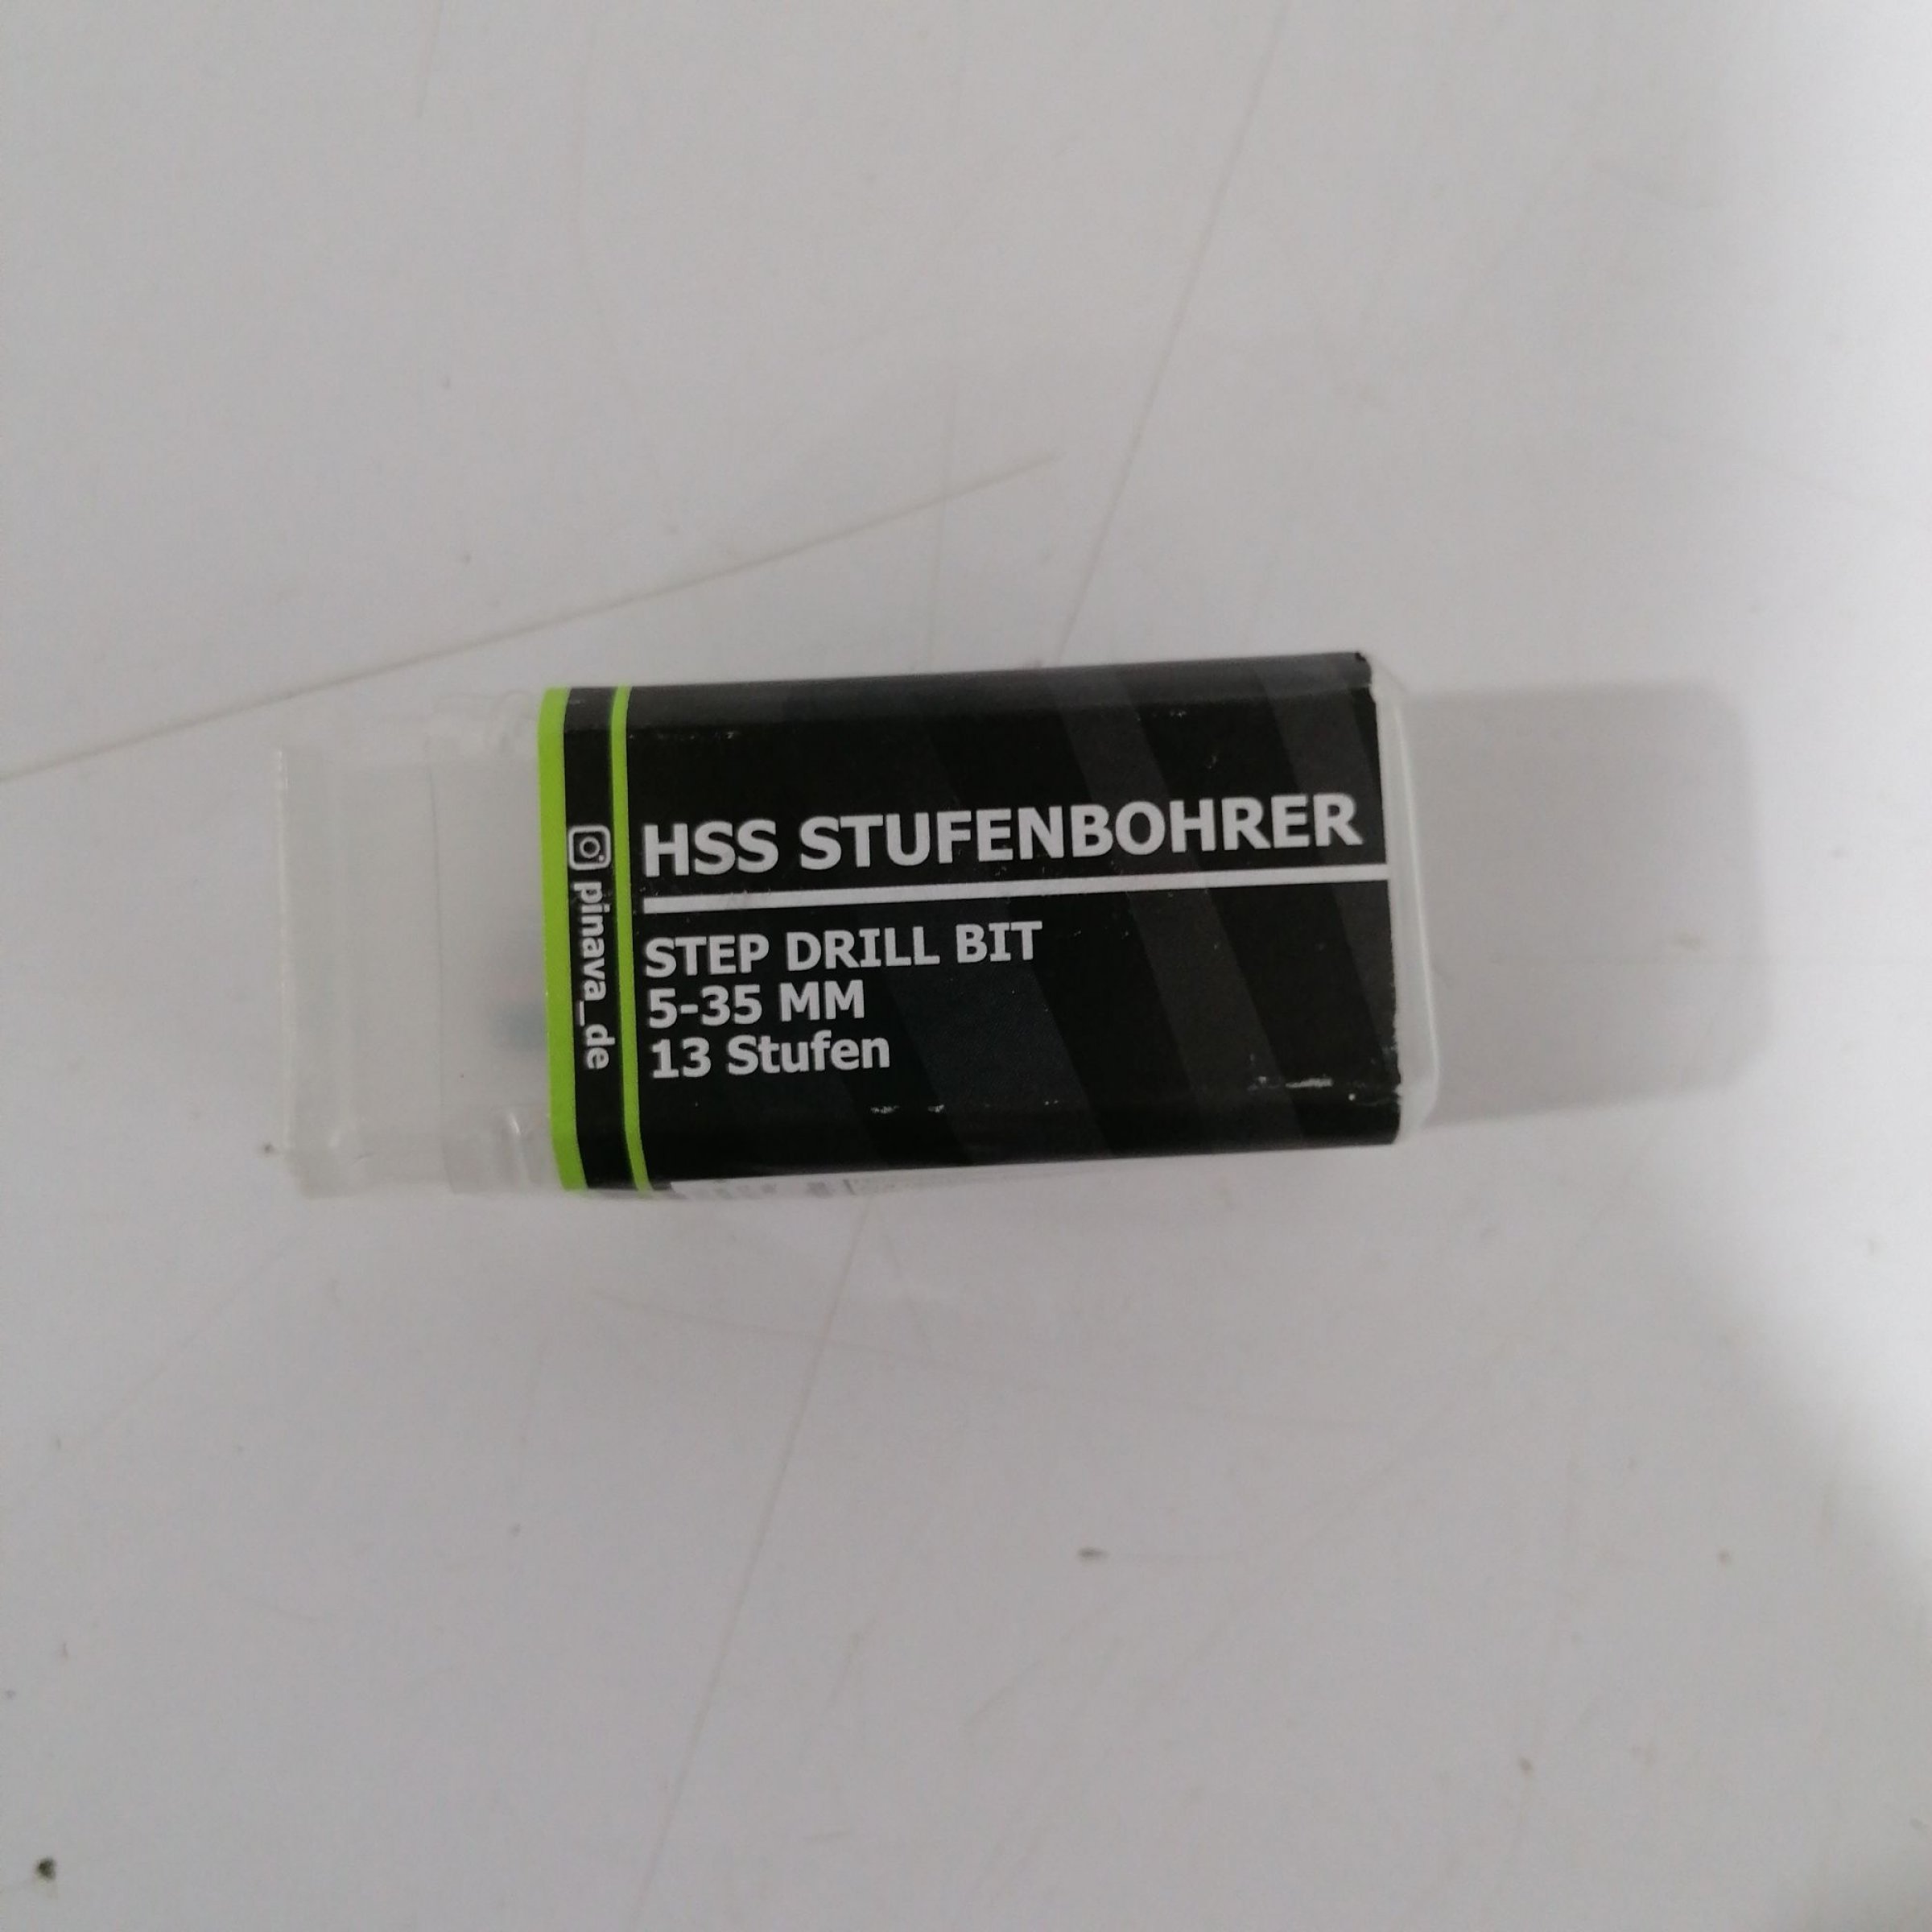 HSS STUFENBOHRER
STEP DRILL BIT
5-35 MM
13 Stufen
pinava_de